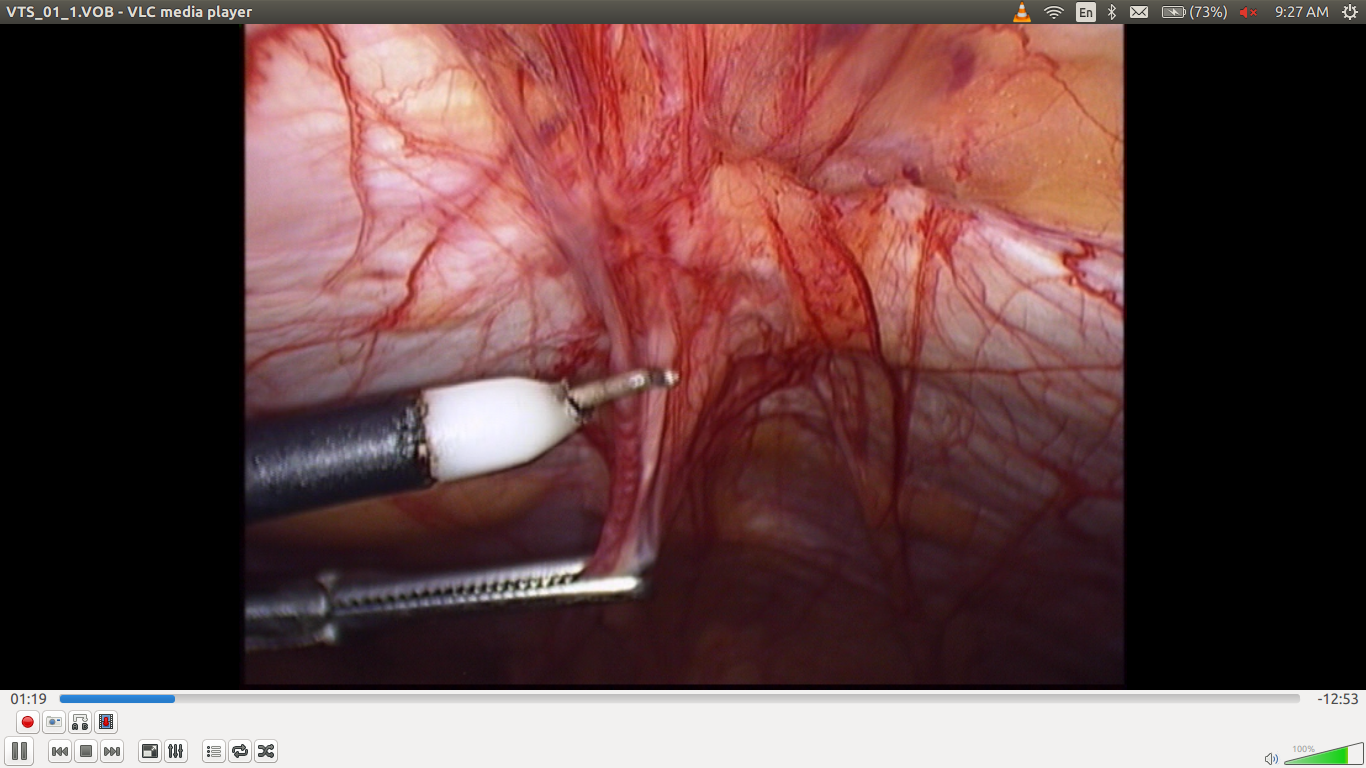 VTS_01_1.VOB - VLC media player
En
(73%)
9:27 AM
01:19
-12:53
A B
100%